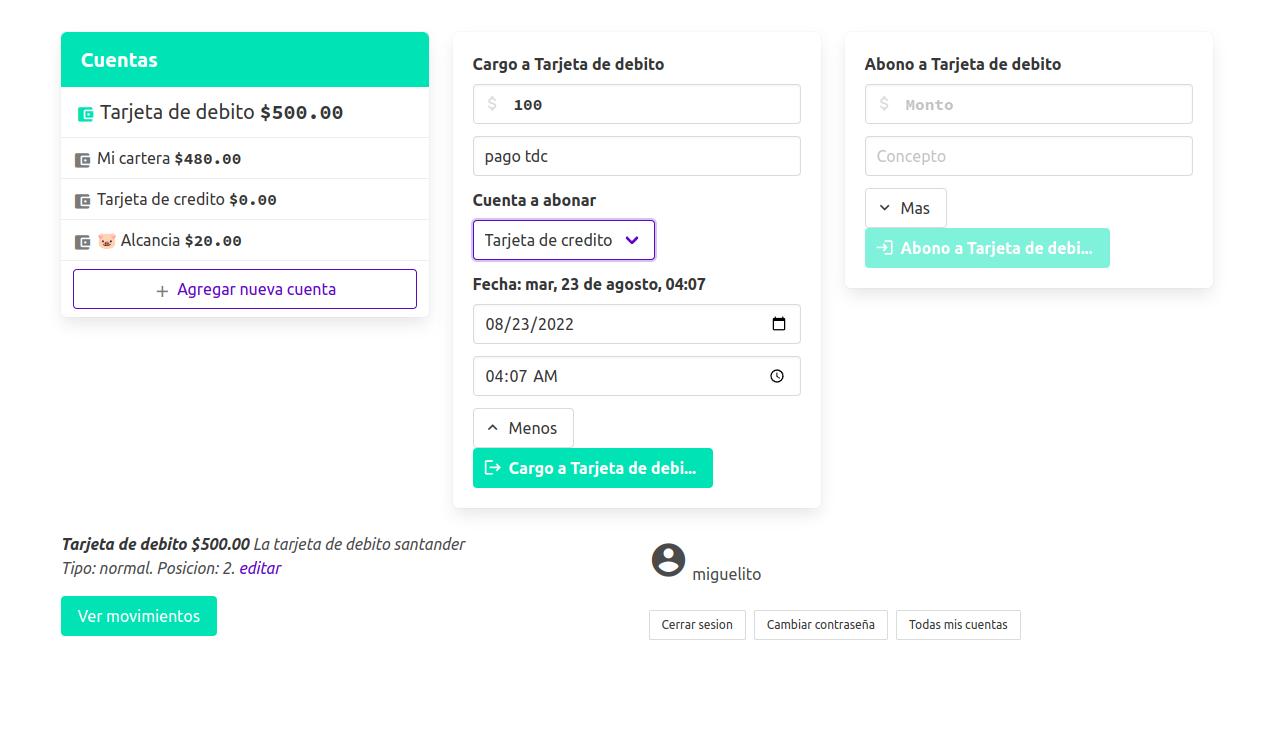 Cuentas
Tarjeta de debito $500.00
Mi cartera $480.00
Tarjeta de credito $0.00
🐷 Alcancia $20.00
+ Agregar nueva cuenta
Cargo a Tarjeta de debito
$ 100
pago tdc
Cuenta a abonar
Tarjeta de credito
Fecha: mar, 23 de agosto, 04:07
08/23/2022
04:07 AM
Menos
Cargo a Tarjeta de debi...
Abono a Tarjeta de debito
$ Monto
Concepto
Mas
Abono a Tarjeta de debi...
Tarjeta de debito $500.00 La tarjeta de debito santander
Tipo: normal. Posicion: 2. editar
Ver movimientos
miguelito
Cerrar sesion
Cambiar contraseña
Todas mis cuentas